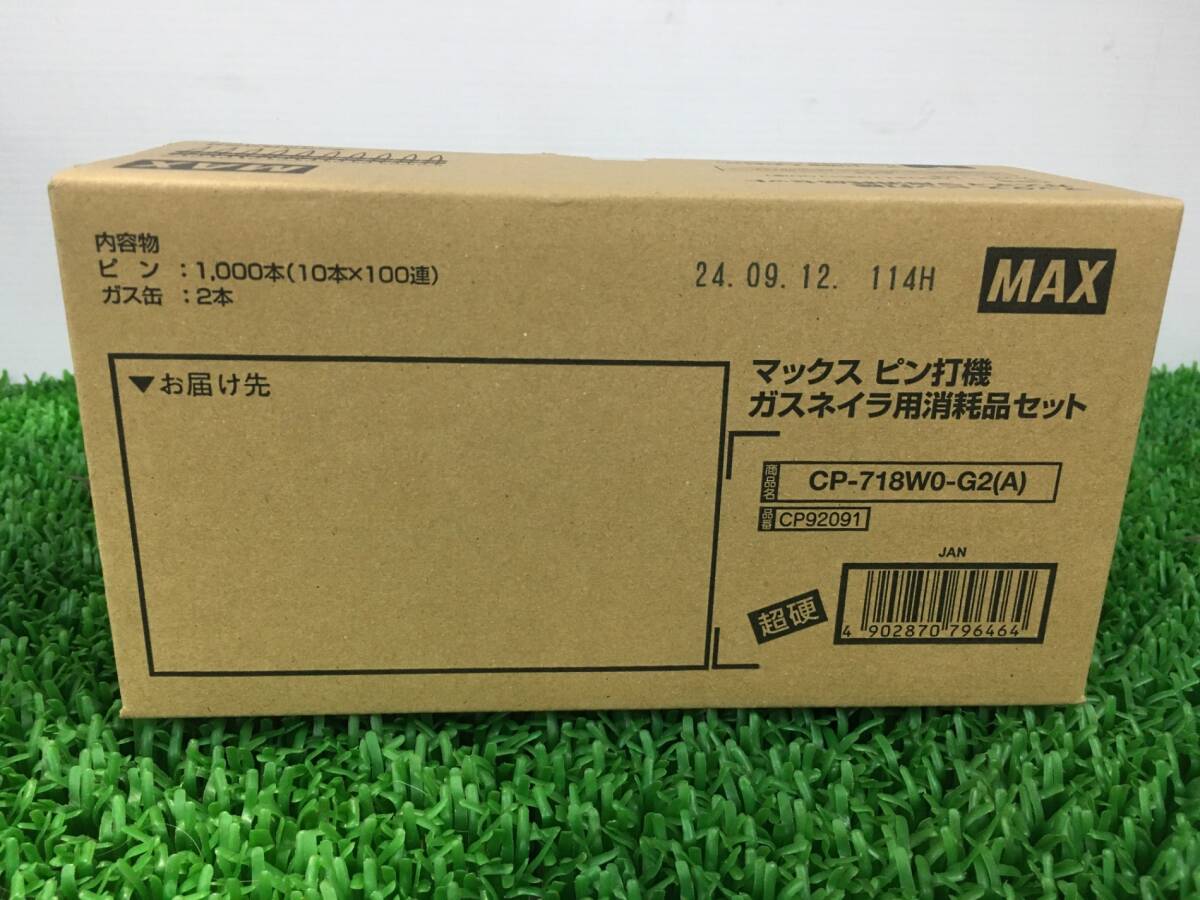 MAX
内容物
ピン：1,000本(10本×100連)
ガス缶：2本
24.09.12. 114H
MAX
▼お届け先
マックス ピン打機
ガスネイラ用消耗品セット
商品名 CP-718W0-G2(A)
品番 CP92091
JAN
超硬
4 902870 796464